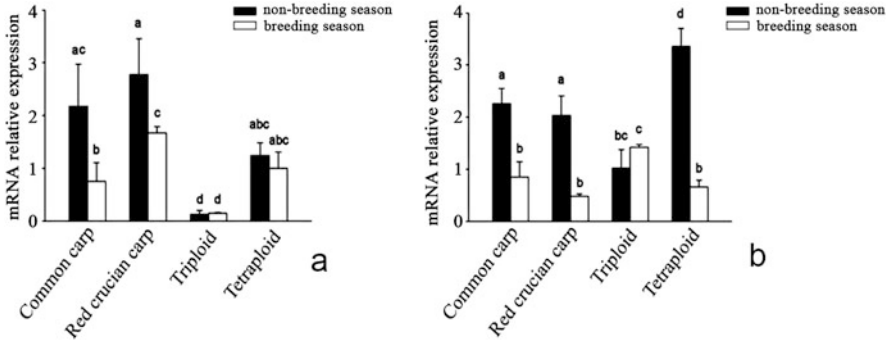 non-breeding season
breeding season
mRNA relative expression
4
3
2
1
0
ac
b
a
c
d
d
abc
abc
Common carp
Red crucian carp
Triploid
Tetraploid
a
non-breeding season
breeding season
mRNA relative expression
4
3
2
1
0
a
b
a
b
bc
c
d
b
Common carp
Red crucian carp
Triploid
Tetraploid
b